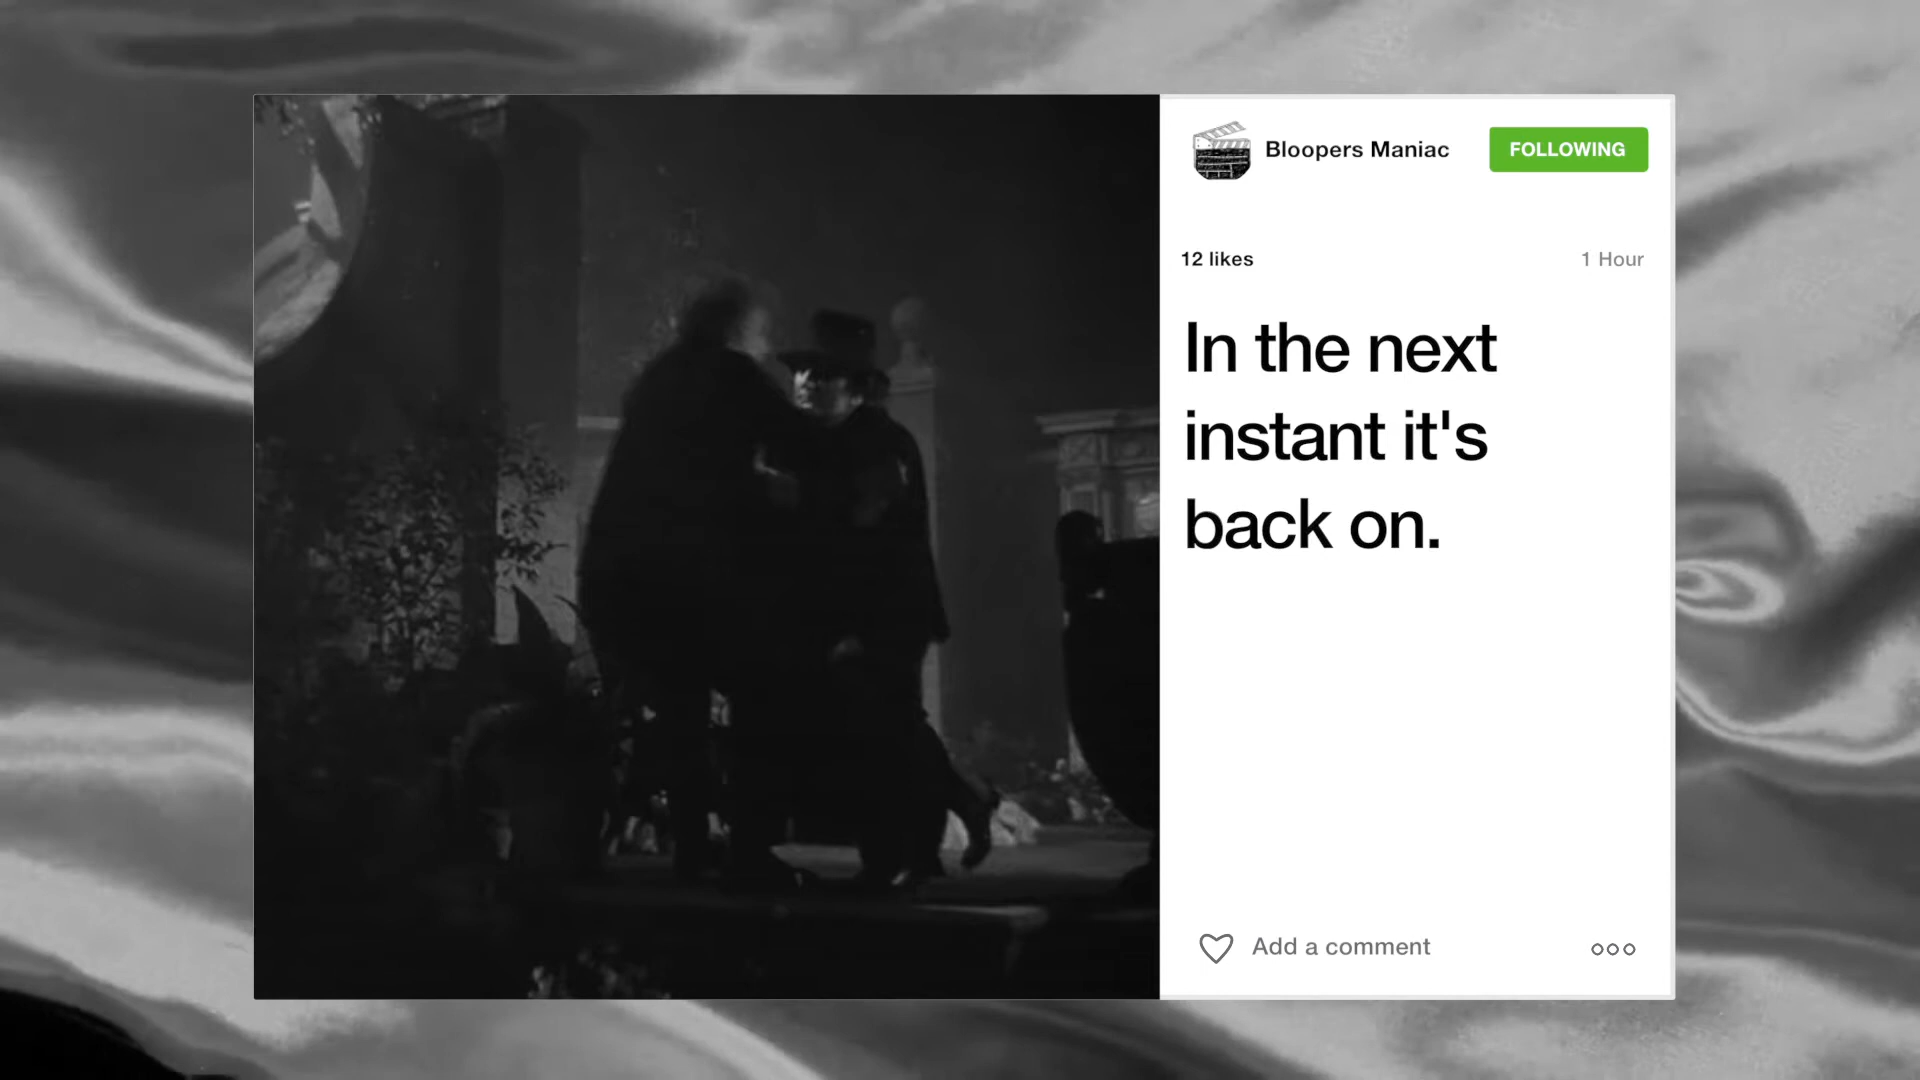 Bloopers Maniac
FOLLOWING
12 likes
1 Hour
In the next
instant it's
back on.
Add a comment